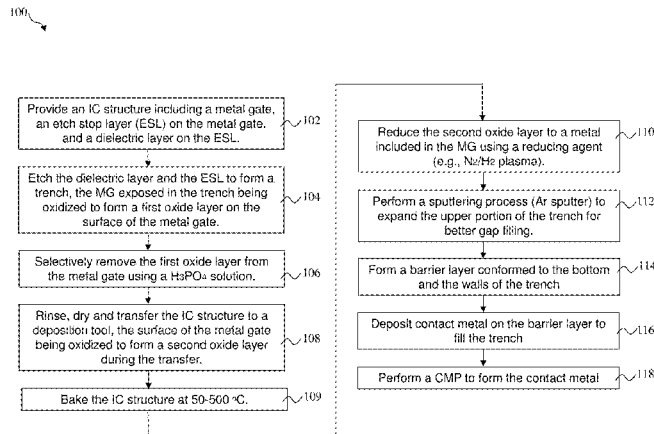 100
Provide an IC structure including a metal gate,
an etch stop layer (ESL) on the metal gate,
and a dielectric layer on the ESL.
102
Etch the dielectric layer and the ESL to form a
trench, the MG exposed in the trench being
oxidized to form a first oxide layer on the
surface of the metal gate.
104
Selectively remove the first oxide layer from
the metal gate using a H3PO4 solution.
106
Rinse, dry and transfer the IC structure to a
deposition tool, the surface of the metal gate
being oxidized to form a second oxide layer
during the transfer.
108
Bake the IC structure at 50-500 °C.
109
Reduce the second oxide layer to a metal
included in the MG using a reducing agent
(e.g., N2/H2 plasma).
110
Perform a sputtering process (Ar sputter) to
expand the upper portion of the trench for
better gap filling.
112
Form a barrier layer conformed to the bottom
and the walls of the trench
114
Deposit contact metal on the barrier layer to
fill the trench
116
Perform a CMP to form the contact metal
118